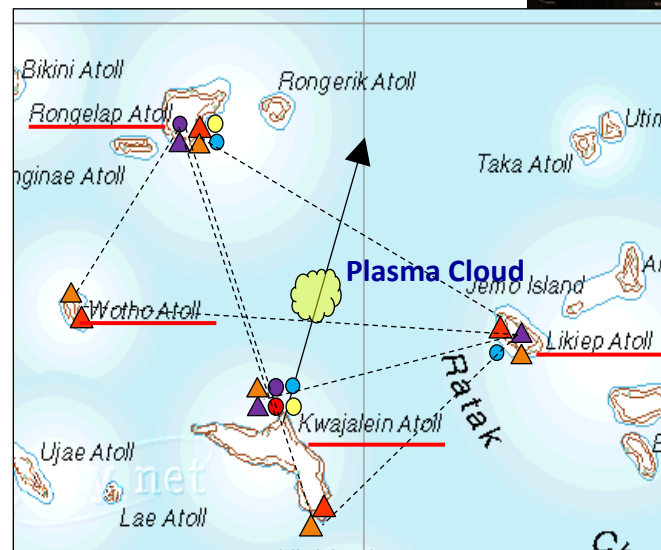 Bikini Atoll
Rongelap Atoll
Rongerik Atoll
nginae Atoll
Utir
Taka Atoll
Plasma Cloud
Jemo Island
Wotho Atoll
Likiep Atoll
Ratak
Kwajalein Atoll
Ujae Atoll
y.net
Lae Atoll